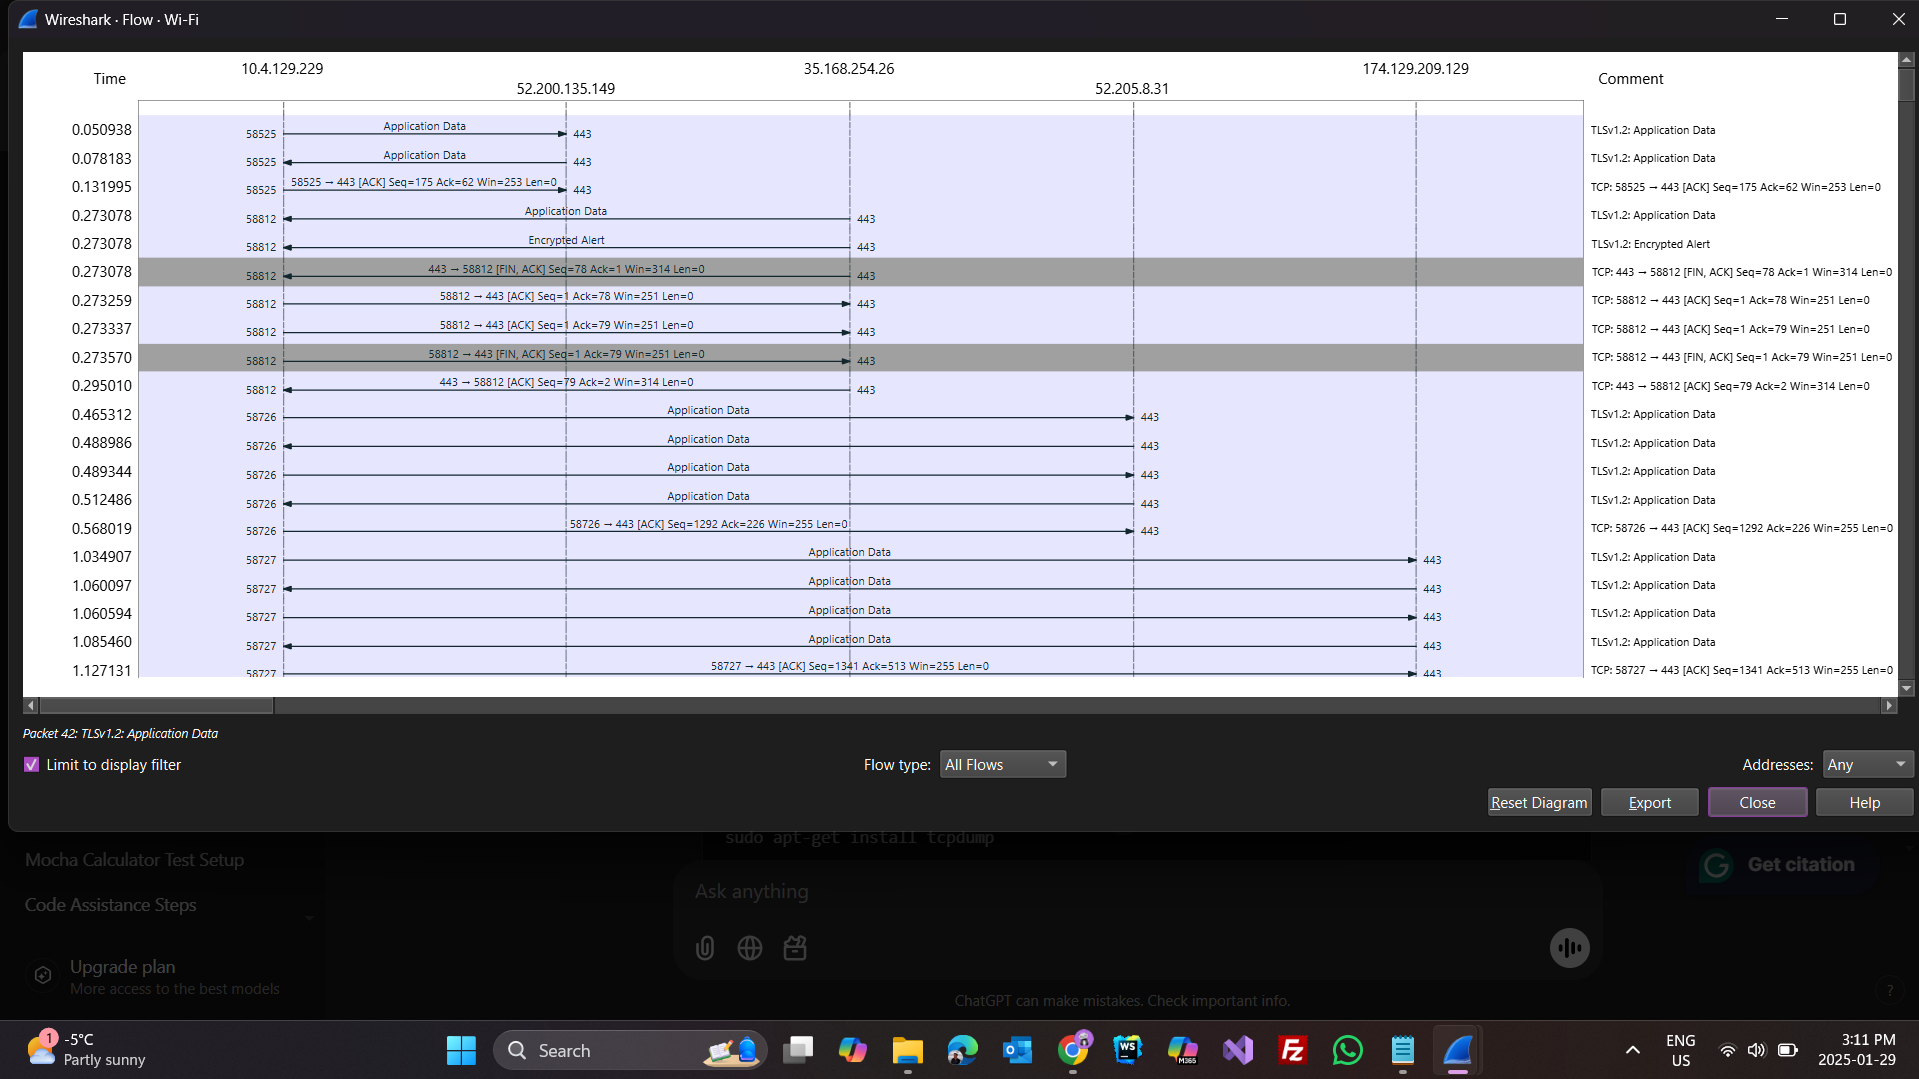 Wireshark · Flow · Wi-Fi
Time 10.4.129.229 52.200.135.149 35.168.254.26 52.205.8.31 174.129.209.129 Comment
0.050938 58525 Application Data 443 TLSv1.2: Application Data
0.078183 58525 Application Data 443 TLSv1.2: Application Data
0.131995 58525 58525 → 443 [ACK] Seq=175 Ack=62 Win=253 Len=0 443 TCP: 58525 → 443 [ACK] Seq=175 Ack=62 Win=253 Len=0
0.273078 58812 Application Data 443 TLSv1.2: Application Data
0.273078 58812 Encrypted Alert 443 TLSv1.2: Encrypted Alert
0.273078 58812 443 → 58812 [FIN, ACK] Seq=78 Ack=1 Win=314 Len=0 443 TCP: 443 → 58812 [FIN, ACK] Seq=78 Ack=1 Win=314 Len=0
0.273259 58812 58812 → 443 [ACK] Seq=1 Ack=78 Win=251 Len=0 443 TCP: 58812 → 443 [ACK] Seq=1 Ack=78 Win=251 Len=0
0.273337 58812 58812 → 443 [ACK] Seq=1 Ack=79 Win=251 Len=0 443 TCP: 58812 → 443 [ACK] Seq=1 Ack=79 Win=251 Len=0
0.273570 58812 58812 → 443 [FIN, ACK] Seq=1 Ack=79 Win=251 Len=0 443 TCP: 58812 → 443 [FIN, ACK] Seq=1 Ack=79 Win=251 Len=0
0.295010 58812 443 → 58812 [ACK] Seq=79 Ack=2 Win=314 Len=0 443 TCP: 443 → 58812 [ACK] Seq=79 Ack=2 Win=314 Len=0
0.465312 58726 Application Data 443 TLSv1.2: Application Data
0.488986 58726 Application Data 443 TLSv1.2: Application Data
0.489344 58726 Application Data 443 TLSv1.2: Application Data
0.512486 58726 Application Data 443 TLSv1.2: Application Data
0.568019 58726 58726 → 443 [ACK] Seq=1292 Ack=226 Win=255 Len=0 443 TCP: 58726 → 443 [ACK] Seq=1292 Ack=226 Win=255 Len=0
1.034907 58727 Application Data 443 TLSv1.2: Application Data
1.060097 58727 Application Data 443 TLSv1.2: Application Data
1.060594 58727 Application Data 443 TLSv1.2: Application Data
1.085460 58727 Application Data 443 TLSv1.2: Application Data
1.127131 58727 58727 → 443 [ACK] Seq=1341 Ack=513 Win=255 Len=0 443 TCP: 58727 → 443 [ACK] Seq=1341 Ack=513 Win=255 Len=0
Packet 42: TLSv1.2: Application Data
Limit to display filter Flow type: All Flows Addresses: Any
Reset Diagram Export Close Help
sudo apt-get install tcpdump
Mocha Calculator Test Setup
Get citation
Ask anything
Code Assistance Steps
Upgrade plan
More access to the best models
ChatGPT can make mistakes. Check important info.
?
1
-5°C
Partly sunny
Search
WS
M365
Fz
ENG
US
3:11 PM
2025-01-29